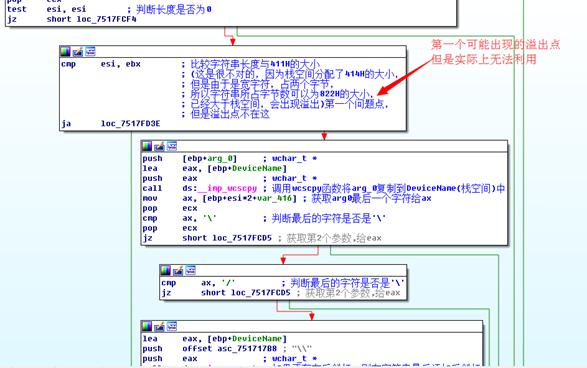 test    esi, esi        ; 判断长度是否为0
jz      short loc_7517FCF4
第一个可能出现的溢出点
但是实际上无法利用
cmp     esi, ebx        ; 比较字符串长度与411H的大小
; (这是很不对的, 因为栈空间分配了414H的大小,
; 但是由于是宽字符, 占两个字节,
; 所以字符串所占字节数可以为822H的大小,
; 已经大于栈空间, 会出现溢出)第一个问题点,
; 但是溢出点不在这
ja      loc_7517FD3E
push    [ebp+arg_0]     ; wchar_t *
lea     eax, [ebp+DeviceName]
push    eax             ; wchar_t *
call    ds:__imp_wcscpy ; 调用wcscpy函数将arg_0复制到DeviceName(栈空间)中
mov     ax, [ebp+esi*2+var_416] ; 获取arg0最后一个字符给ax
pop     ecx
cmp     ax, '\'         ; 判断最后的字符是否是'\'
pop     ecx
jz      short loc_7517FCD5 ; 获取第2个参数,给eax
cmp     ax, '/'         ; 判断最后的字符是否是'\'
jz      short loc_7517FCD5 ; 获取第2个参数,给eax
lea     eax, [ebp+DeviceName]
push    offset asc_751717B8 ; "\\"
push    eax             ; wchar_t *